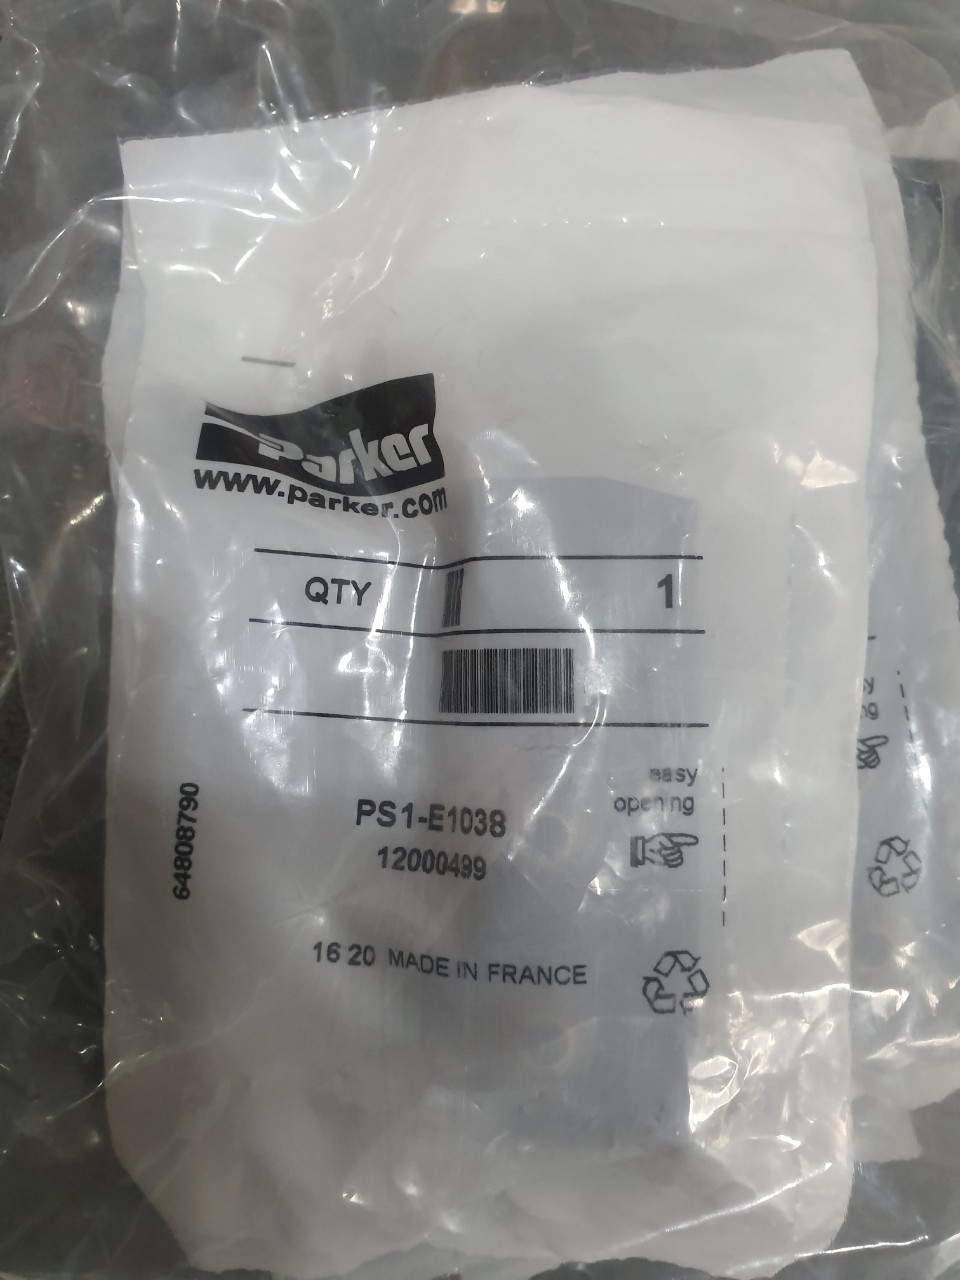 Parker
www.parker.com
QTY 1
easy
opening
PS1-E1038
12000499
64808790
16 20 MADE IN FRANCE